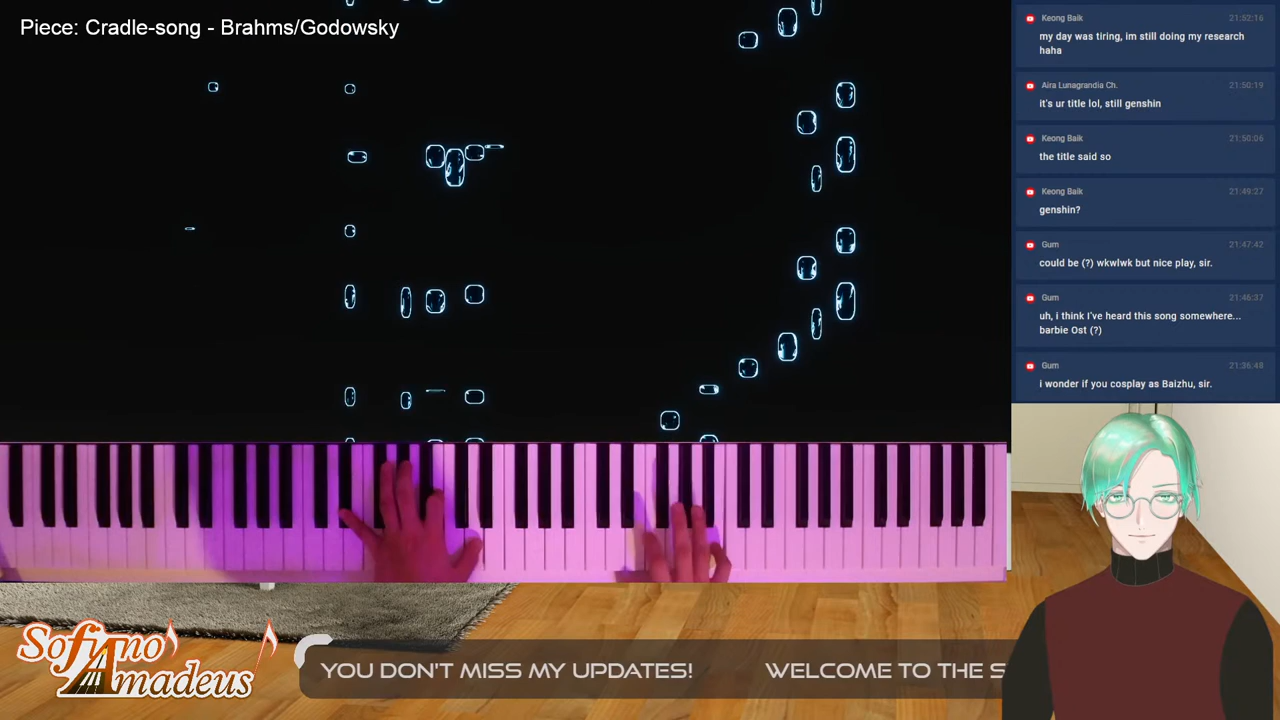 Piece: Cradle-song - Brahms/Godowsky
Keong Baik 21:52:16
my day was tiring, im still doing my research
haha
Aira Lunagrandia Ch. 21:50:19
it's ur title lol, still genshin
Keong Baik 21:50:06
the title said so
Keong Baik 21:49:27
genshin?
Gum 21:47:42
could be (?) wkwlwk but nice play, sir.
Gum 21:46:37
uh, i think I've heard this song somewhere...
barbie Ost (?)
Gum 21:36:48
i wonder if you cosplay as Baizhu, sir.
Sofiano
Amadeus
YOU DON'T MISS MY UPDATES! WELCOME TO THE S